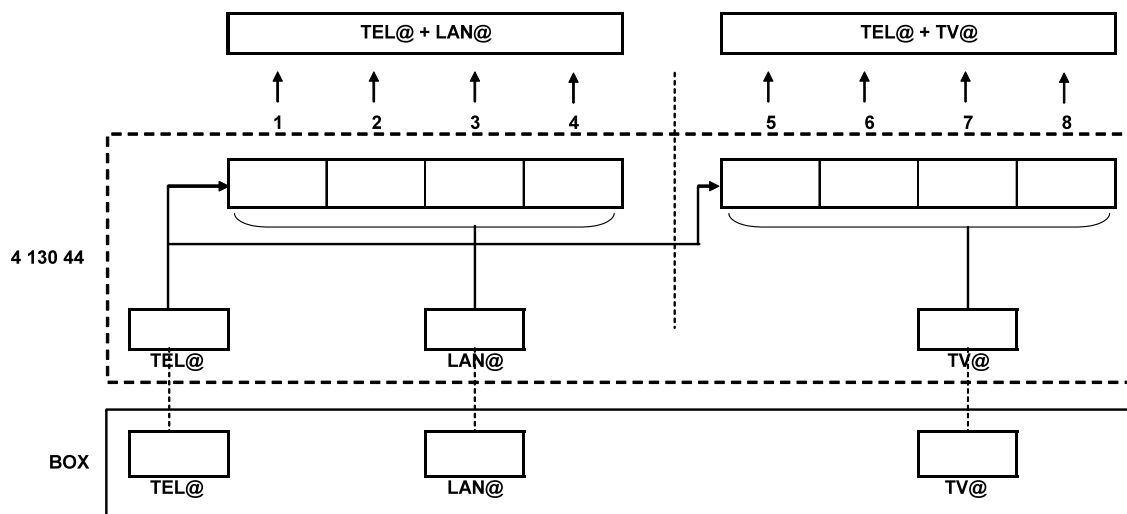 TEL@ + LAN@
TEL@ + TV@
1 2 3 4 5 6 7 8
4 130 44
TEL@ LAN@ TV@
BOX
TEL@ LAN@ TV@